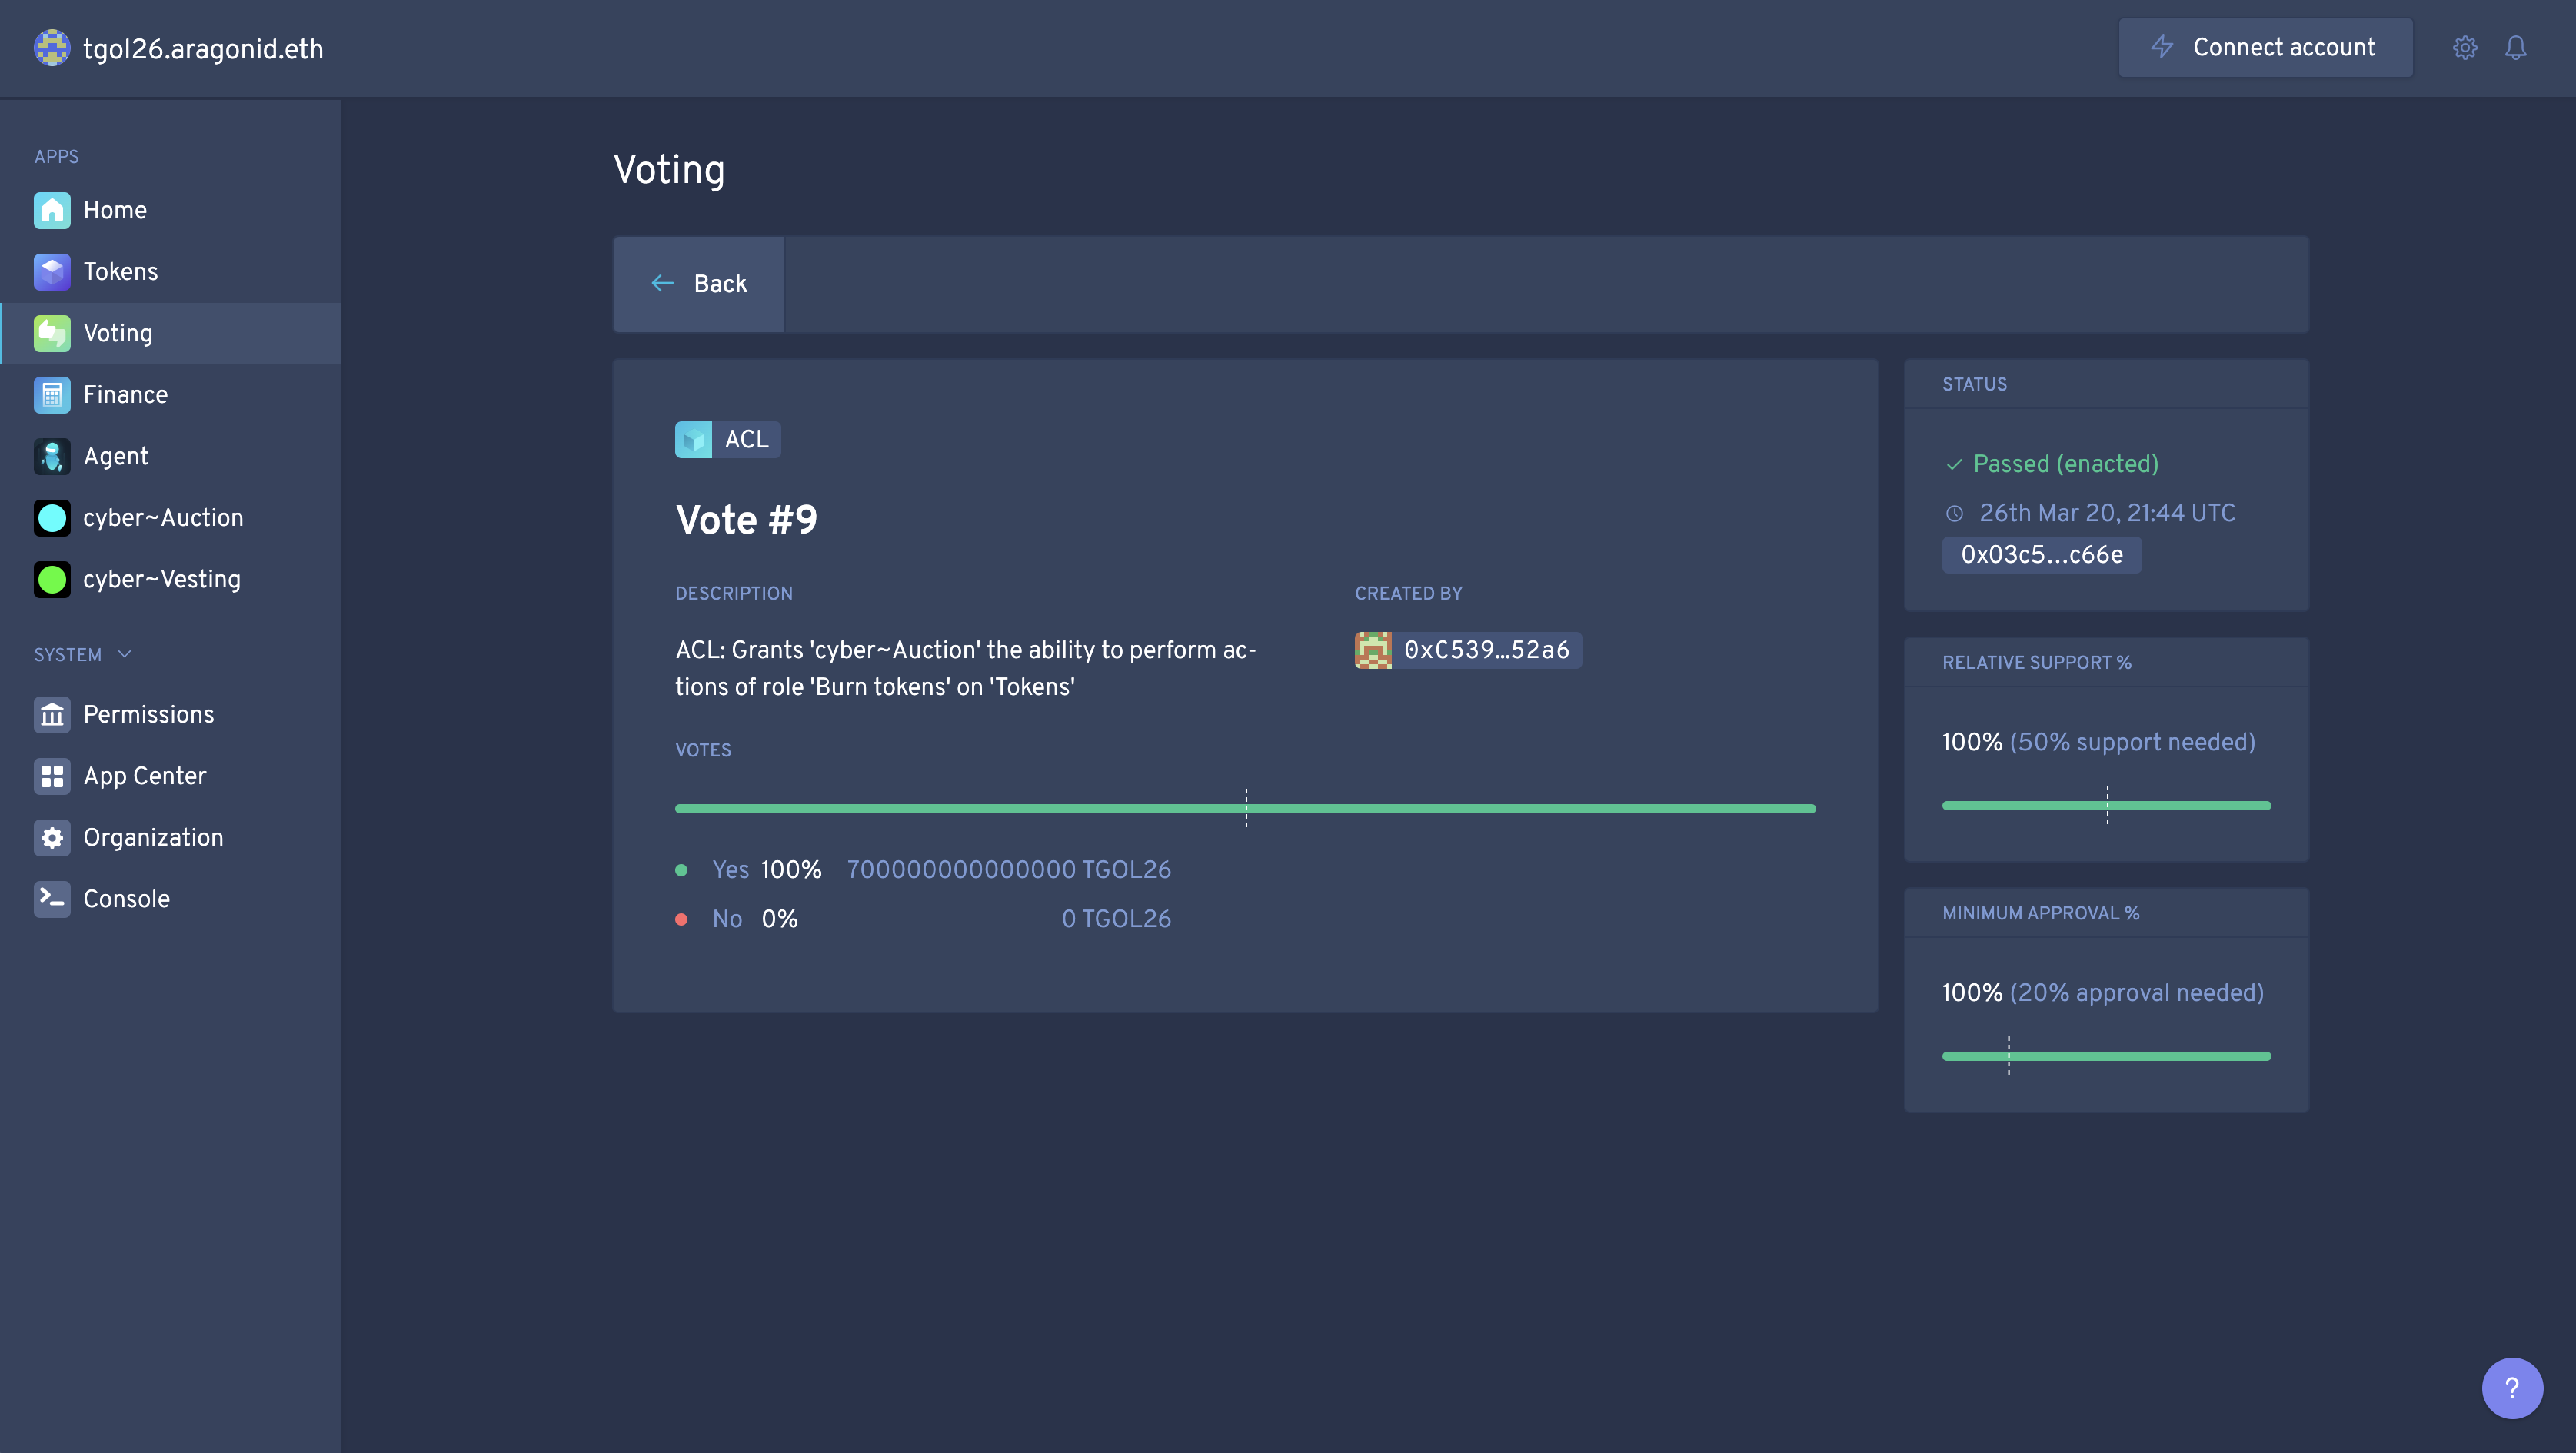 tgol26.aragonid.eth
Connect account
APPS
Home
Tokens
Voting
Finance
Agent
cyber~Auction
cyber~Vesting
SYSTEM
Permissions
App Center
Organization
Console
Voting
Back
ACL
Vote #9
DESCRIPTION
ACL: Grants 'cyber~Auction' the ability to perform ac-
tions of role 'Burn tokens' on 'Tokens'
CREATED BY
0xC539…52a6
VOTES
Yes 100% 700000000000000 TGOL26
No 0% 0 TGOL26
STATUS
Passed (enacted)
26th Mar 20, 21:44 UTC
0x03c5…c66e
RELATIVE SUPPORT %
100% (50% support needed)
MINIMUM APPROVAL %
100% (20% approval needed)
?